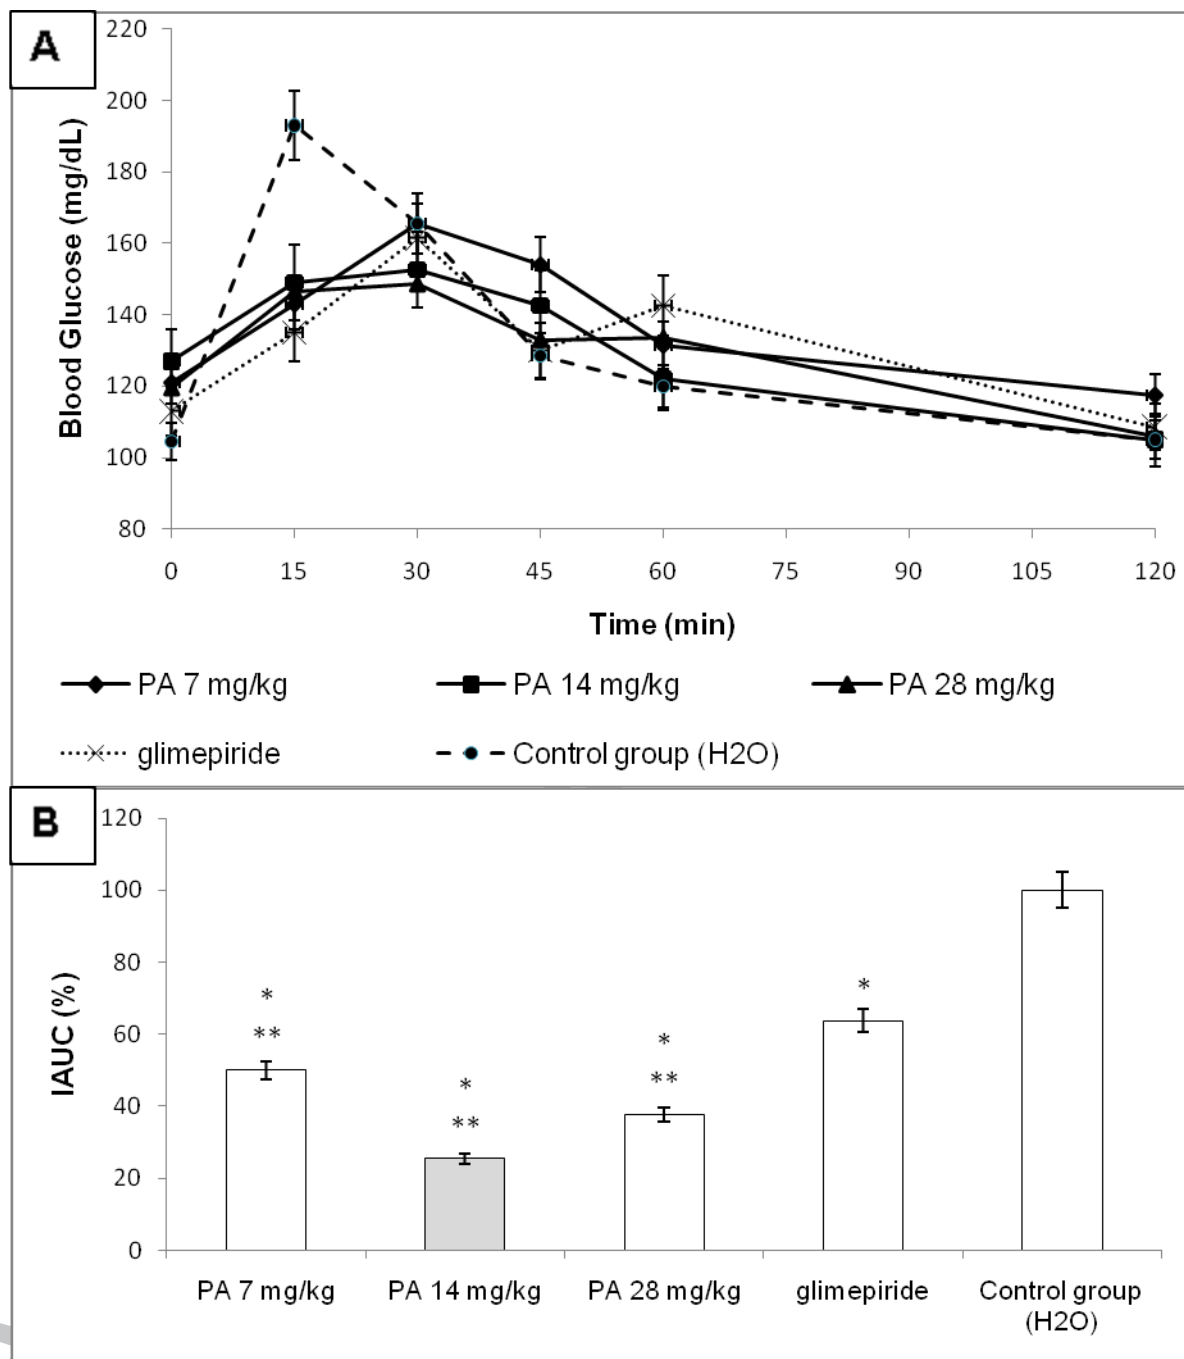 A
220
200
180
160
140
120
100
80
Blood Glucose (mg/dL)
0 15 30 45 60 75 90 105 120
Time (min)
PA 7 mg/kg PA 14 mg/kg PA 28 mg/kg
glimepiride Control group (H2O)
B
120
100
80
60
40
20
0
IAUC (%)
*
**
*
**
*
**
*
PA 7 mg/kg PA 14 mg/kg PA 28 mg/kg glimepiride Control group
(H2O)